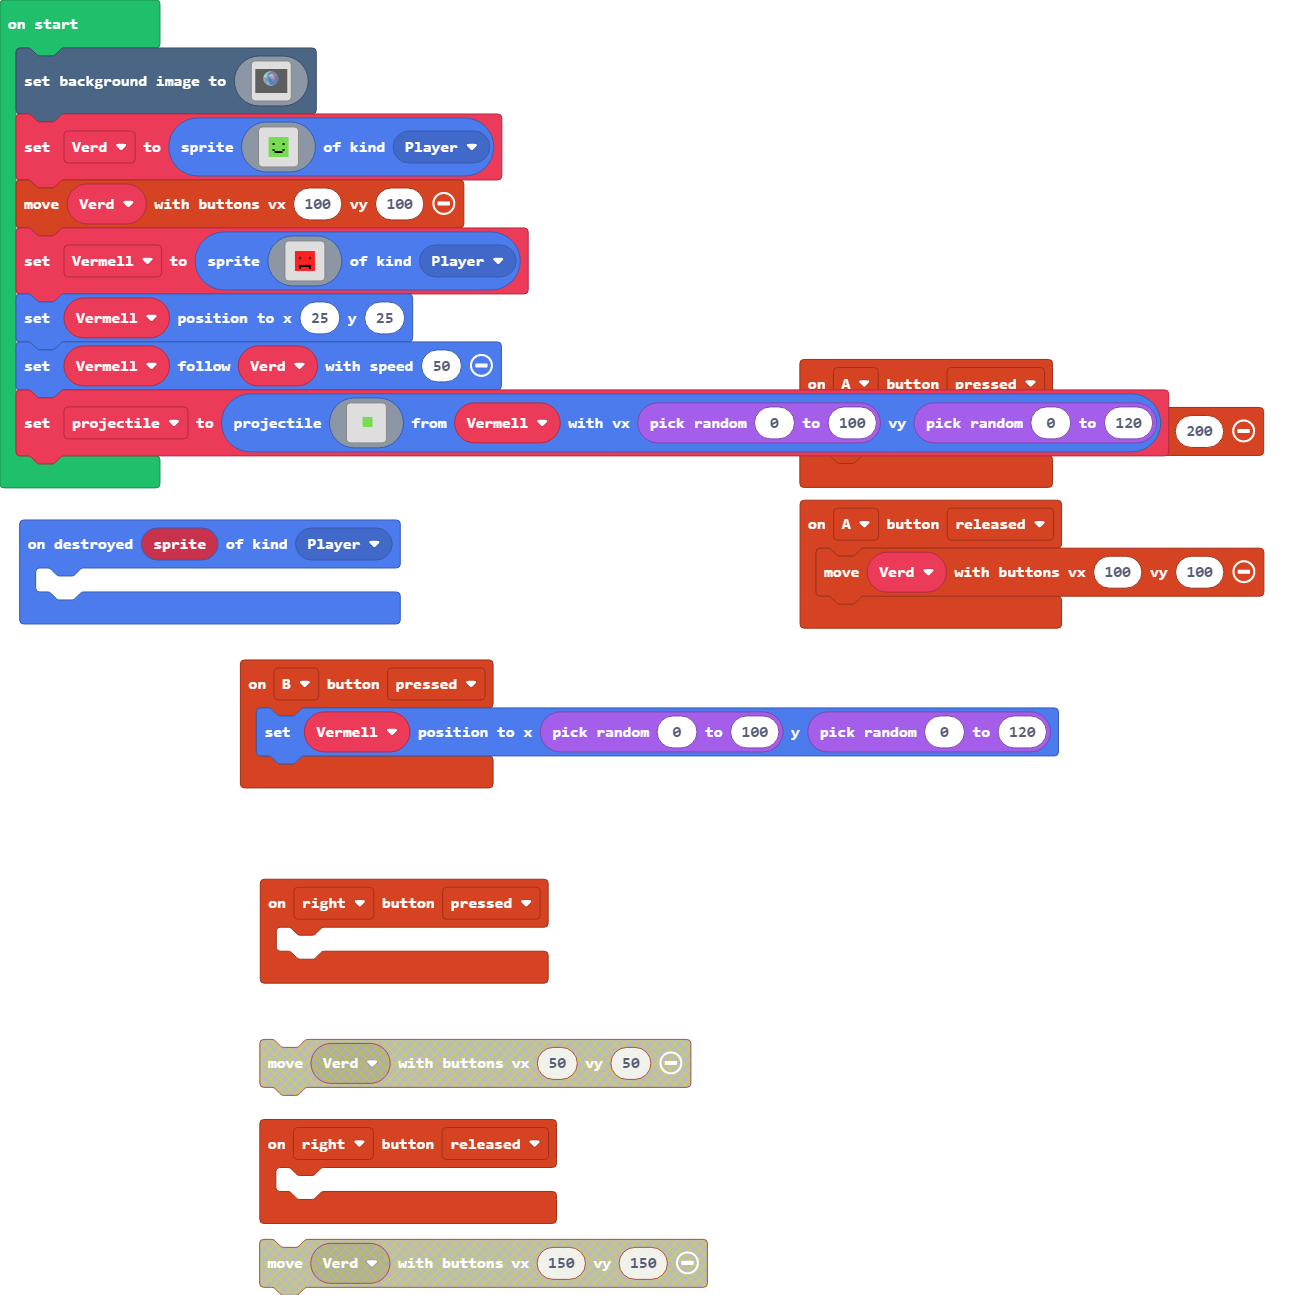 on start
set background image to
set Verd to sprite of kind Player
move Verd with buttons vx 100 vy 100
set Vermell to sprite of kind Player
set Vermell position to x 25 y 25
set Vermell follow Verd with speed 50
on A button pressed
set projectile to projectile from Vermell with vx pick random 0 to 100 vy pick random 0 to 120
200
on A button released
move Verd with buttons vx 100 vy 100
on destroyed sprite of kind Player
on B button pressed
set Vermell position to x pick random 0 to 100 y pick random 0 to 120
on right button pressed
move Verd with buttons vx 50 vy 50
on right button released
move Verd with buttons vx 150 vy 150